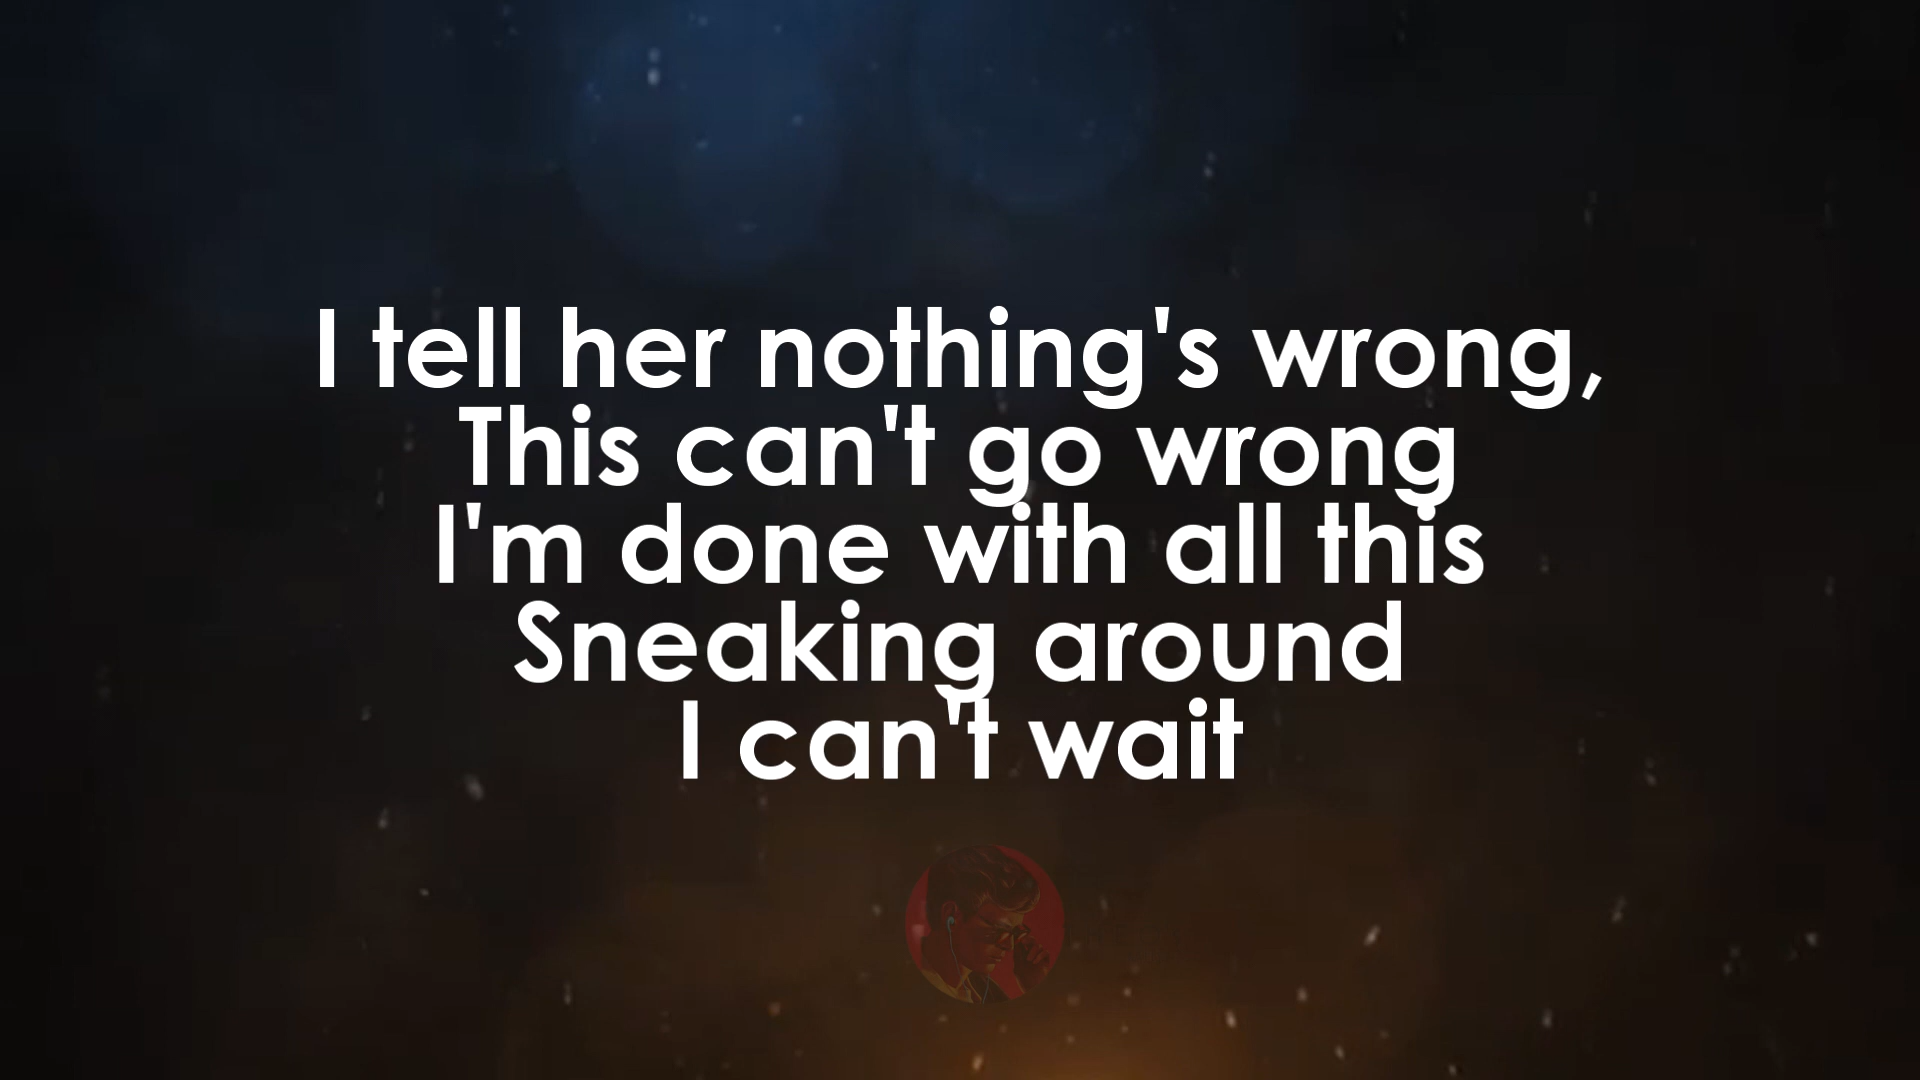 I tell her nothing's wrong,
This can't go wrong
I'm done with all this
Sneaking around
I can't wait